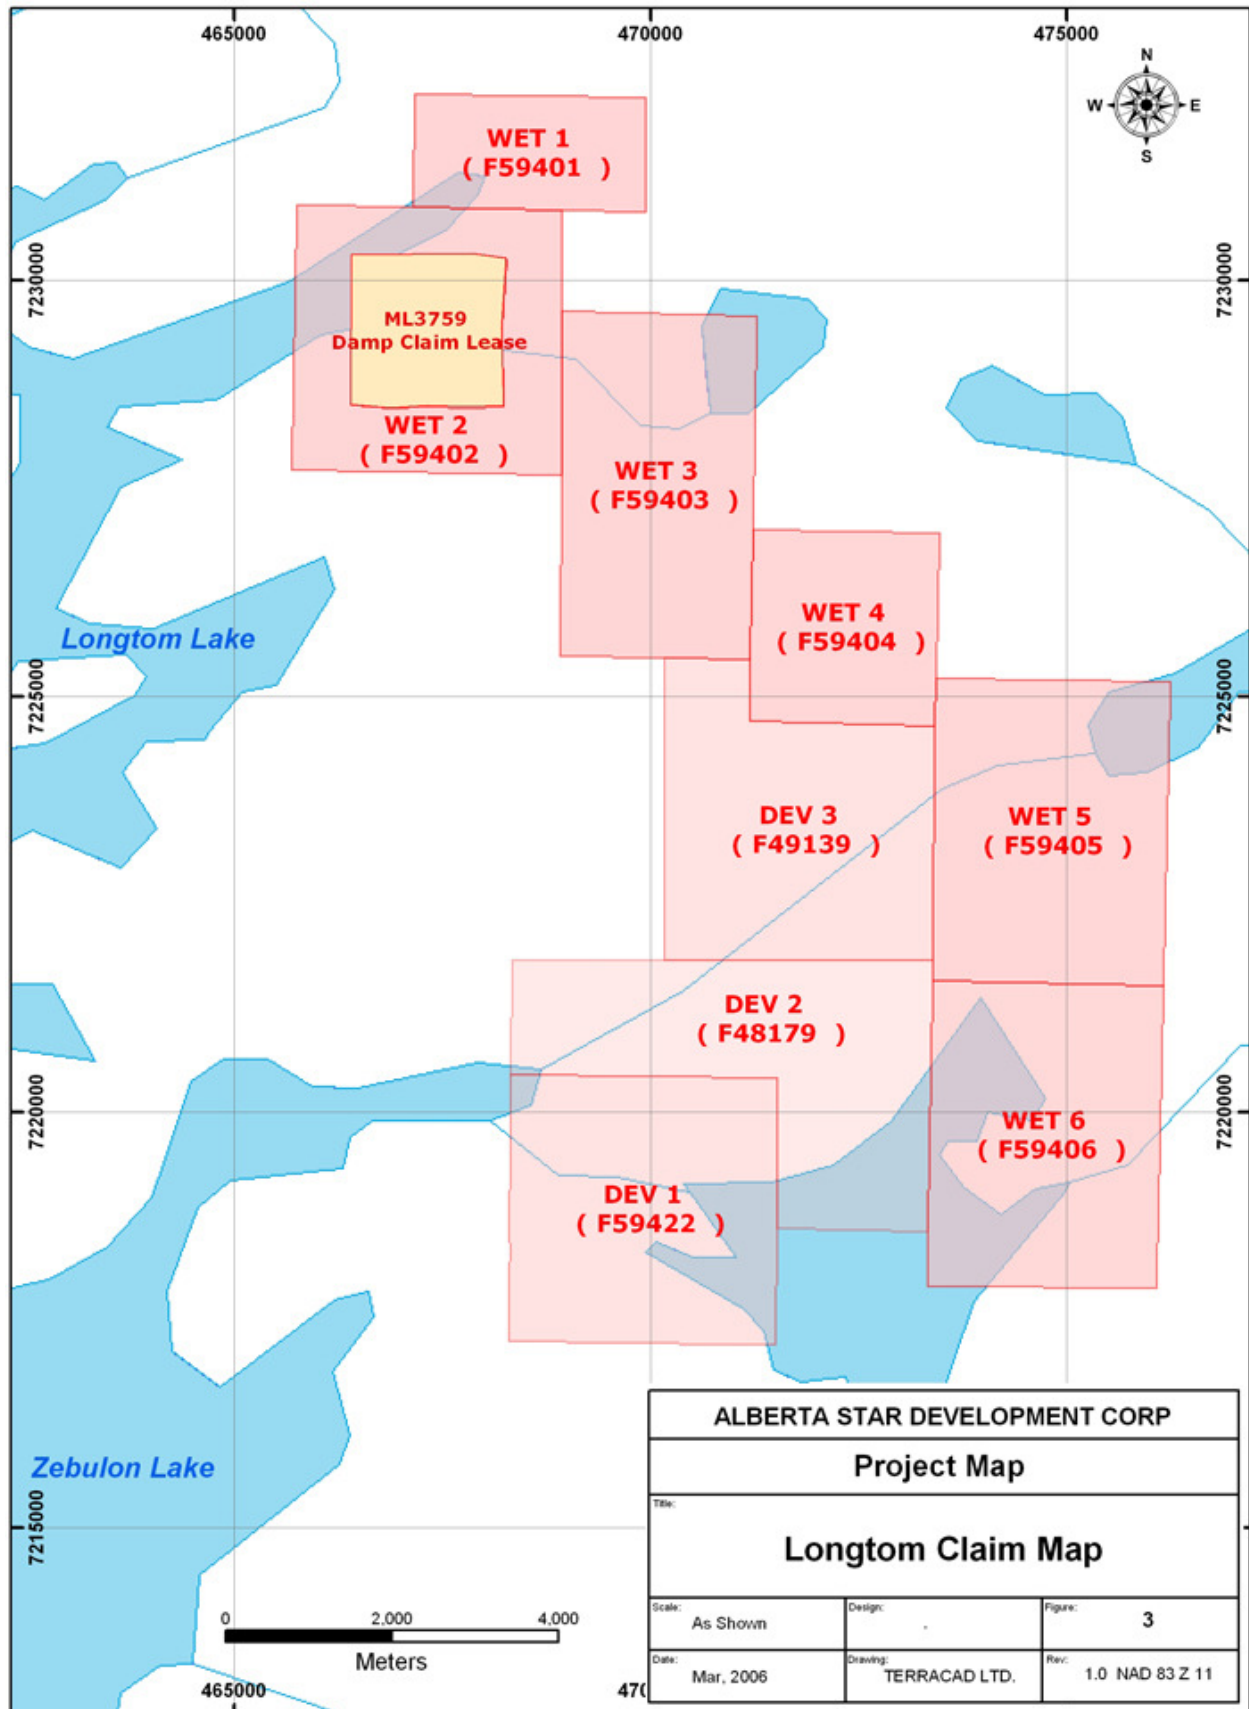 465000
470000
475000
N
W
E
S
WET 1
( F59401 )
7230000
7230000
ML3759
Damp Claim Lease
WET 2
( F59402 )
WET 3
( F59403 )
WET 4
( F59404 )
Longtom Lake
7225000
7225000
DEV 3
( F49139 )
WET 5
( F59405 )
DEV 2
( F48179 )
7220000
7220000
WET 6
( F59406 )
DEV 1
( F59422 )
Zebulon Lake
7215000
0 2,000 4,000
Meters
465000
470
ALBERTA STAR DEVELOPMENT CORP
Project Map
Title:
Longtom Claim Map
Scale: As Shown
Design: .
Figure: 3
Date: Mar, 2006
Drawing: TERRACAD LTD.
Rev: 1.0 NAD 83 Z 11